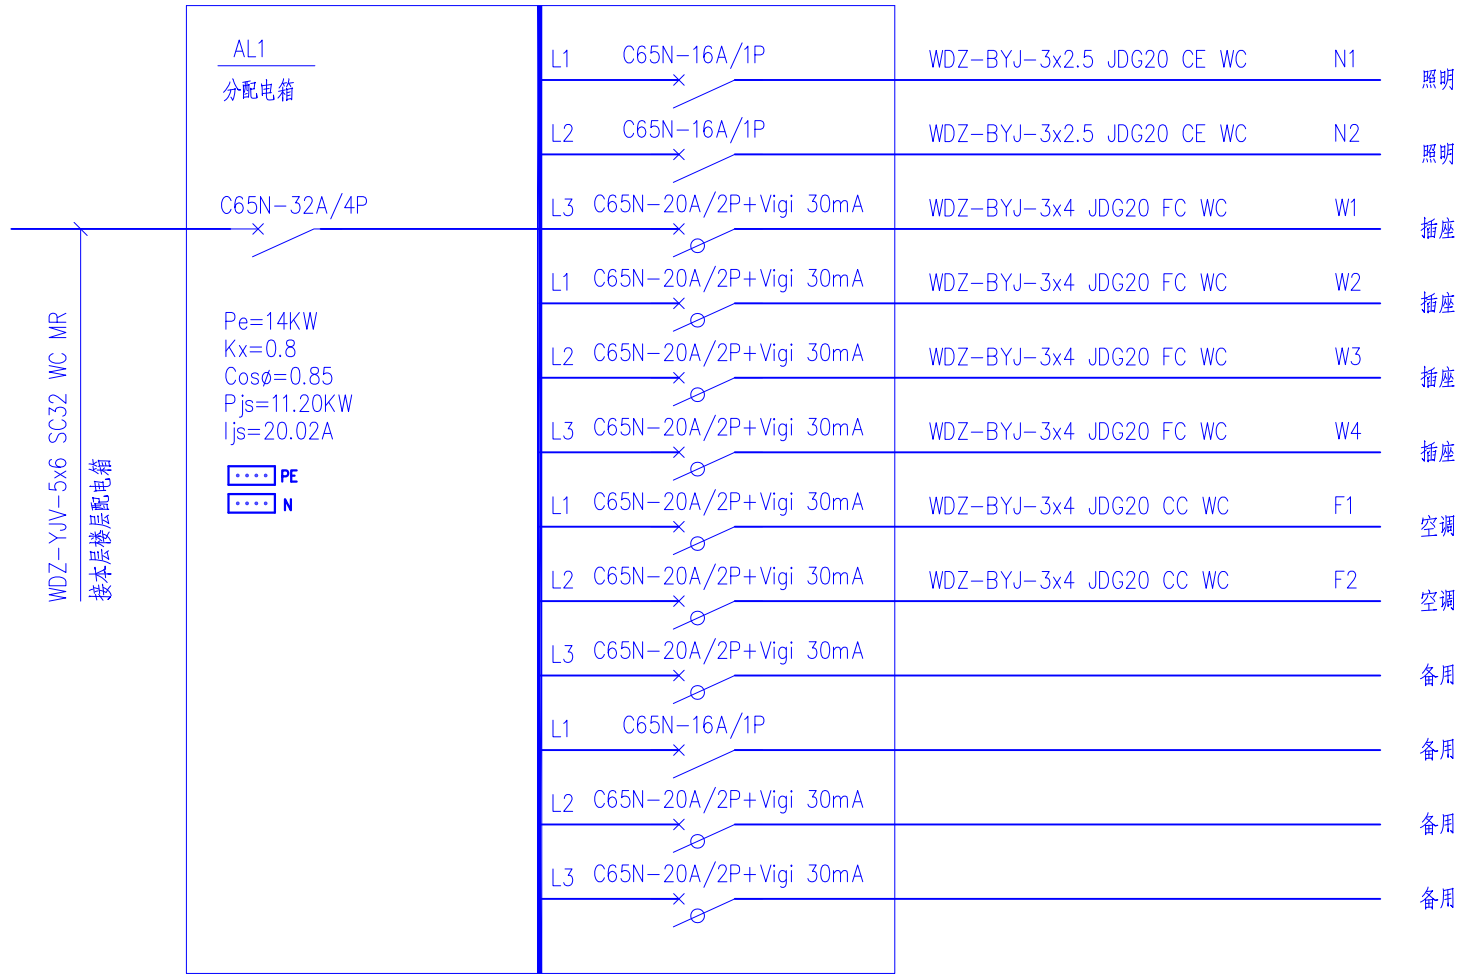 AL1
分配电箱
C65N-32A/4P
Pe=14KW
Kx=0.8
Cosø=0.85
Pjs=11.20KW
Ijs=20.02A
PE
N
WDZ-YJV-5x6 SC32 WC MR
接本层楼层配电箱
L1 C65N-16A/1P WDZ-BYJ-3x2.5 JDG20 CE WC N1 照明
L2 C65N-16A/1P WDZ-BYJ-3x2.5 JDG20 CE WC N2 照明
L3 C65N-20A/2P+Vigi 30mA WDZ-BYJ-3x4 JDG20 FC WC W1 插座
L1 C65N-20A/2P+Vigi 30mA WDZ-BYJ-3x4 JDG20 FC WC W2 插座
L2 C65N-20A/2P+Vigi 30mA WDZ-BYJ-3x4 JDG20 FC WC W3 插座
L3 C65N-20A/2P+Vigi 30mA WDZ-BYJ-3x4 JDG20 FC WC W4 插座
L1 C65N-20A/2P+Vigi 30mA WDZ-BYJ-3x4 JDG20 CC WC F1 空调
L2 C65N-20A/2P+Vigi 30mA WDZ-BYJ-3x4 JDG20 CC WC F2 空调
L3 C65N-20A/2P+Vigi 30mA 备用
L1 C65N-16A/1P 备用
L2 C65N-20A/2P+Vigi 30mA 备用
L3 C65N-20A/2P+Vigi 30mA 备用